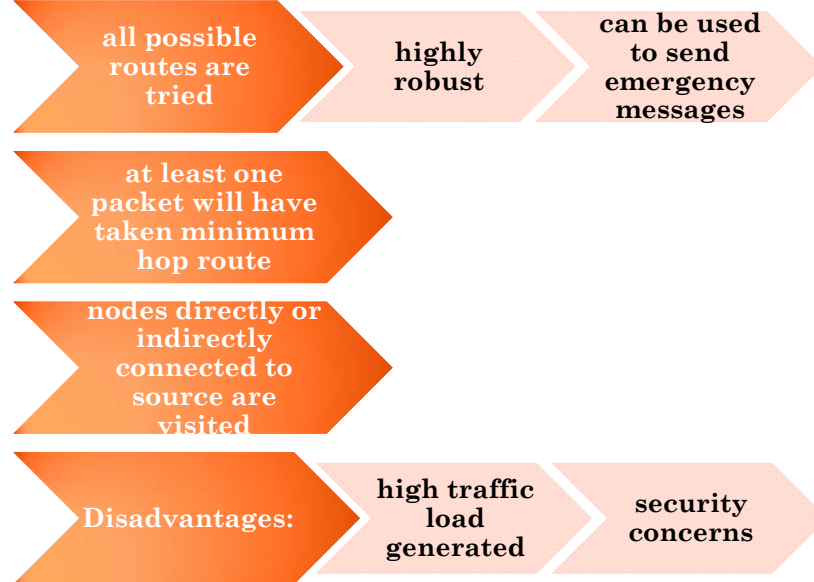 all possible
routes are
tried
highly
robust
can be used
to send
emergency
messages
at least one
packet will have
taken minimum
hop route
nodes directly or
indirectly
connected to
source are
visited
Disadvantages:
high traffic
load
generated
security
concerns